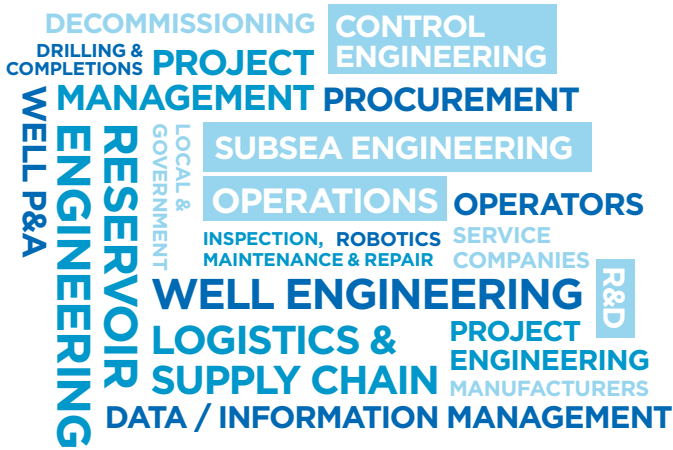 DECOMMISSIONING
CONTROL
ENGINEERING
DRILLING &
COMPLETIONS
PROJECT
MANAGEMENT
PROCUREMENT
WELL P&A
RESERVOIR
ENGINEERING
LOCAL &
GOVERNMENT
SUBSEA ENGINEERING
OPERATIONS
OPERATORS
INSPECTION,
MAINTENANCE & REPAIR
ROBOTICS
SERVICE
COMPANIES
R&D
WELL ENGINEERING
LOGISTICS &
SUPPLY CHAIN
PROJECT
ENGINEERING
MANUFACTURERS
DATA / INFORMATION MANAGEMENT